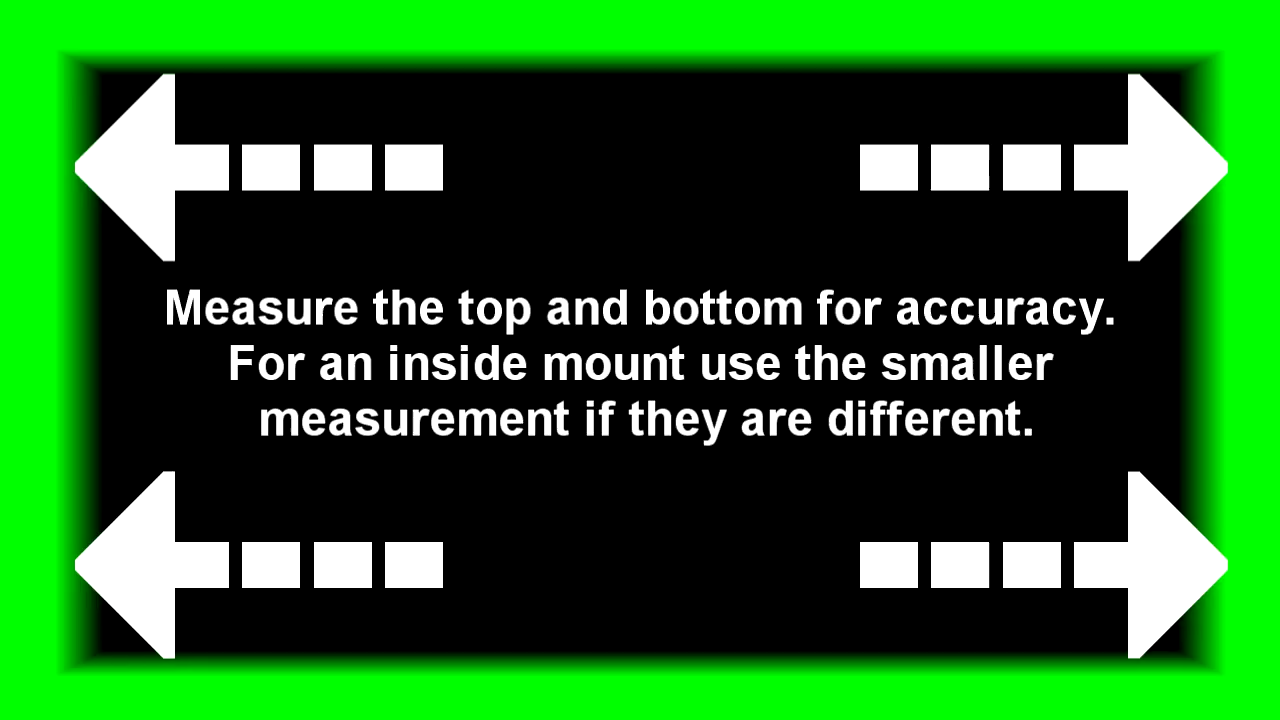 Measure the top and bottom for accuracy.
For an inside mount use the smaller
measurement if they are different.